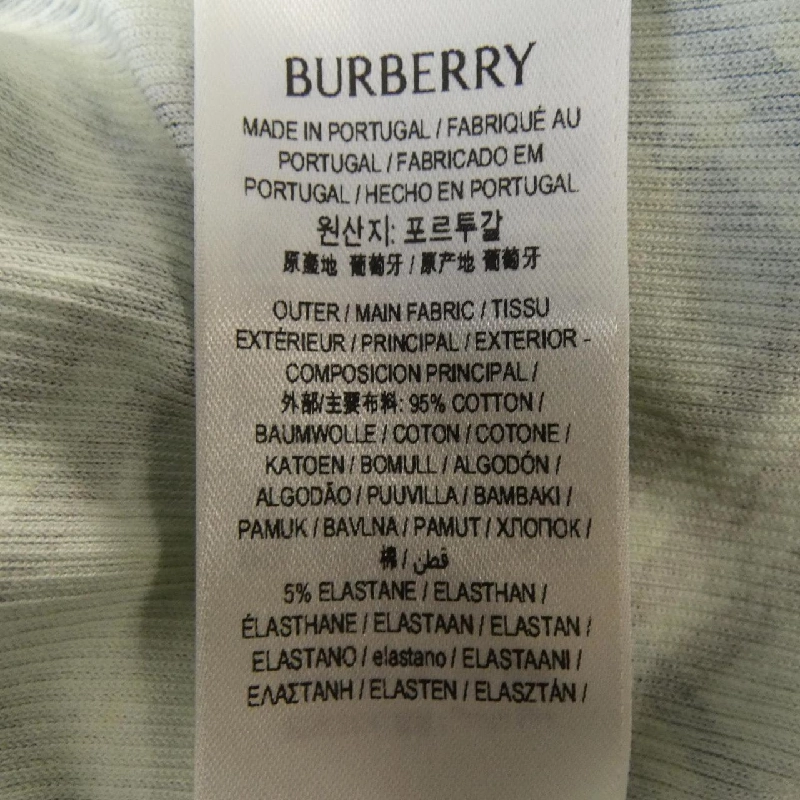 BURBERRY
MADE IN PORTUGAL / FABRIQUÉ AU
PORTUGAL / FABRICADO EM
PORTUGAL / HECHO EN PORTUGAL
원산지: 포르투갈
原產地 葡萄牙 / 原产地 葡萄牙
OUTER / MAIN FABRIC / TISSU
EXTÉRIEUR / PRINCIPAL / EXTERIOR -
COMPOSICION PRINCIPAL /
外部/主要布料: 95% COTTON /
BAUMWOLLE / COTON / COTONE /
KATOEN / BOMULL / ALGODÓN /
ALGODÃO / PUUVILLA / BAMBAKI /
PAMUK / BAVLNA / PAMUT / ХЛОПОК /
棉 / قطن
5% ELASTANE / ELASTHAN /
ÉLASTHANE / ELASTAAN / ELASTAN /
ELASTANO / elastano / ELASTAANI /
ΕΛΑΣΤΑΝΗ / ELASTEN / ELASZTÁN /